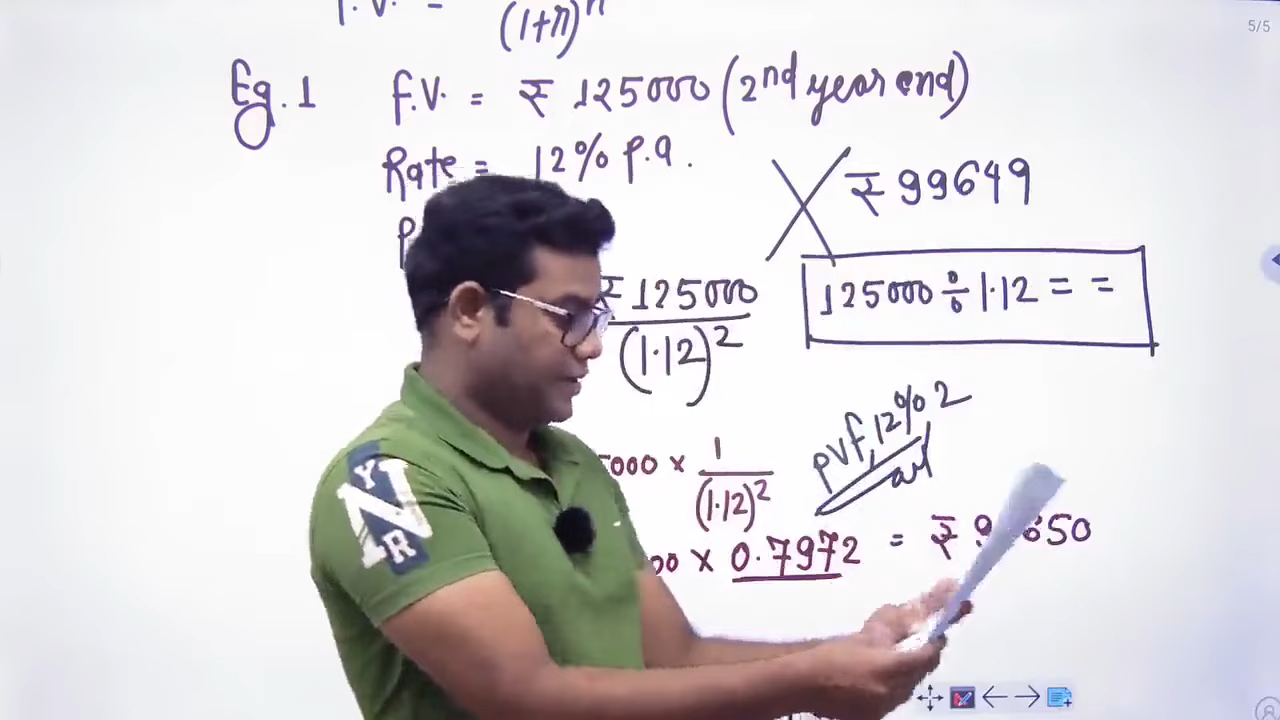 5/5
(1+r)ⁿ
Eg. 1 F.V. = ₹ 125000 (2nd year end)
Rate = 12% p.a.
₹ 99649
₹ 125000
(1.12)²
125000 ÷ 1.12 = =
PVf, 12% 2
5000 × 1
(1.12)²
00 × 0.7972 = ₹ 9 650
Y
N
R